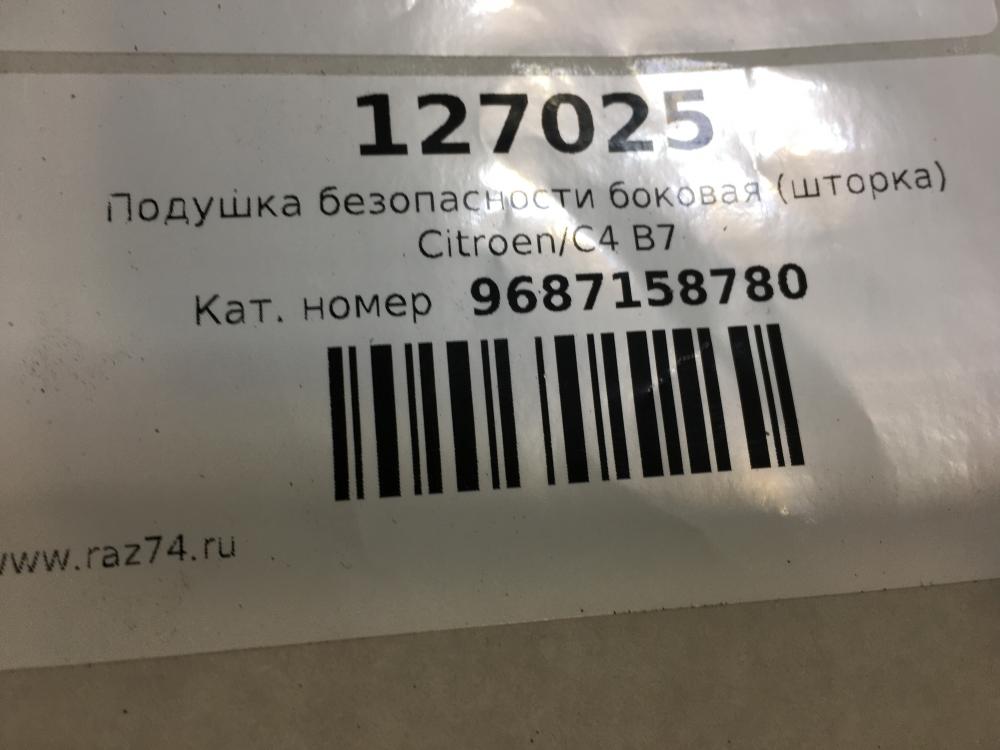 127025
Подушка безопасности боковая (шторка)
Citroen/C4 B7
Кат. номер 9687158780
www.raz74.ru